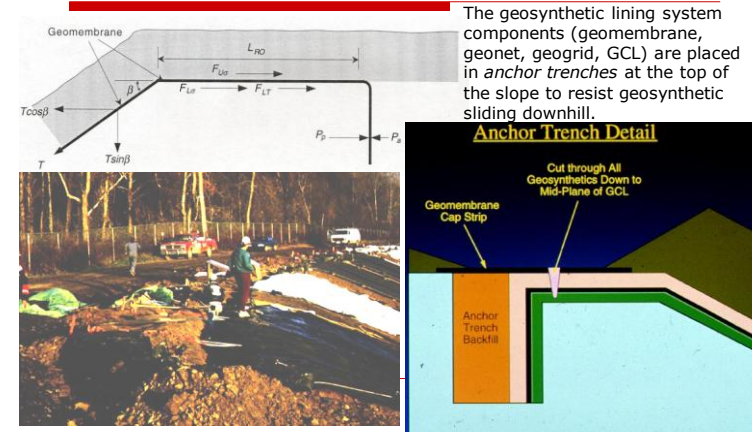 The geosynthetic lining system
components (geomembrane,
geonet, geogrid, GCL) are placed
in anchor trenches at the top of
the slope to resist geosynthetic
sliding downhill.
Geomembrane
L_RO
F_Uσ
β
F_Lσ
F_LT
Tcosβ
P_p
P_a
Tsinβ
T
Anchor Trench Detail
Cut through All
Geosynthetics Down to
Mid-Plane of GCL
Geomembrane
Cap Strip
Anchor
Trench
Backfill